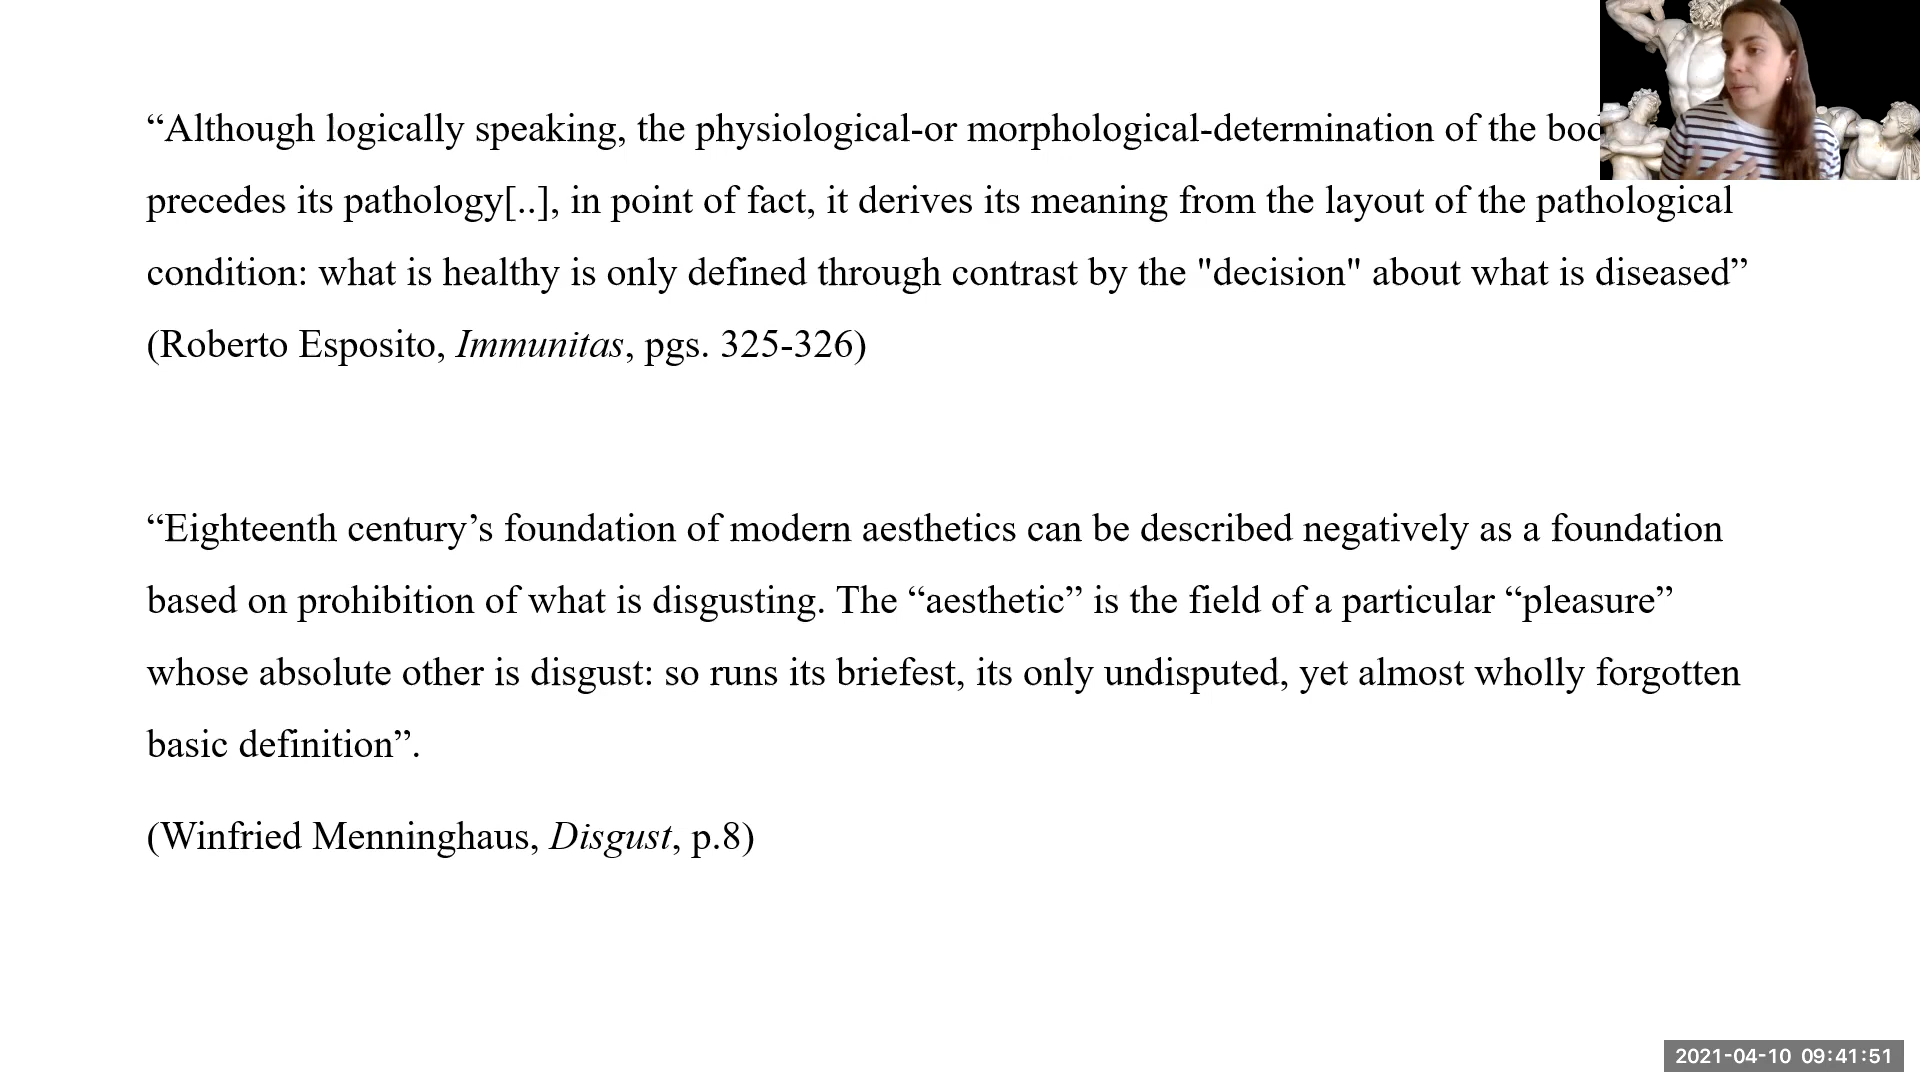 “Although logically speaking, the physiological-or morphological-determination of the
precedes its pathology[..], in point of fact, it derives its meaning from the layout of the pathological
condition: what is healthy is only defined through contrast by the "decision" about what is diseased”
(Roberto Esposito, Immunitas, pgs. 325-326)
“Eighteenth century’s foundation of modern aesthetics can be described negatively as a foundation
based on prohibition of what is disgusting. The “aesthetic” is the field of a particular “pleasure”
whose absolute other is disgust: so runs its briefest, its only undisputed, yet almost wholly forgotten
basic definition”.
(Winfried Menninghaus, Disgust, p.8)
2021-04-10 09:41:51